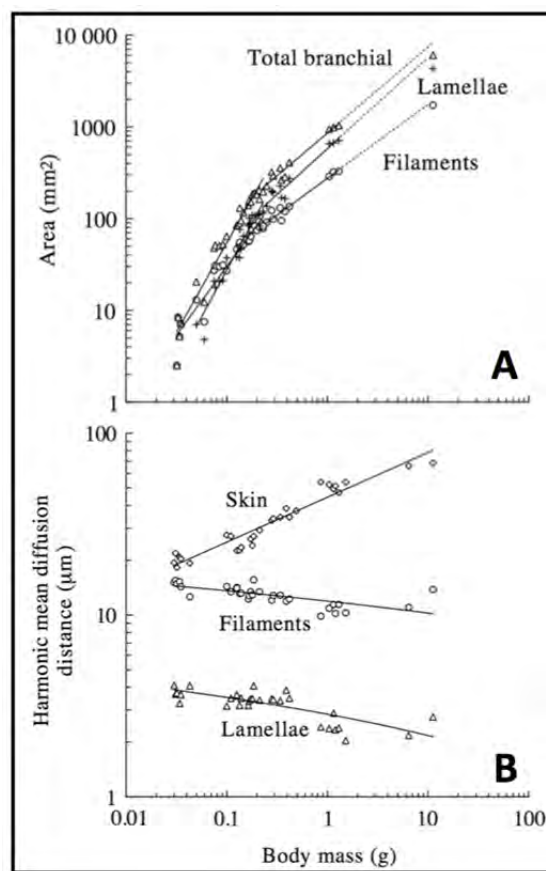 10 000
1000
100
10
1
Area (mm²)
Total branchial
Lamellae
Filaments
A
100
10
1
Harmonic mean diffusion
distance (μm)
Skin
Filaments
Lamellae
B
0.01
0.1
1
10
100
Body mass (g)